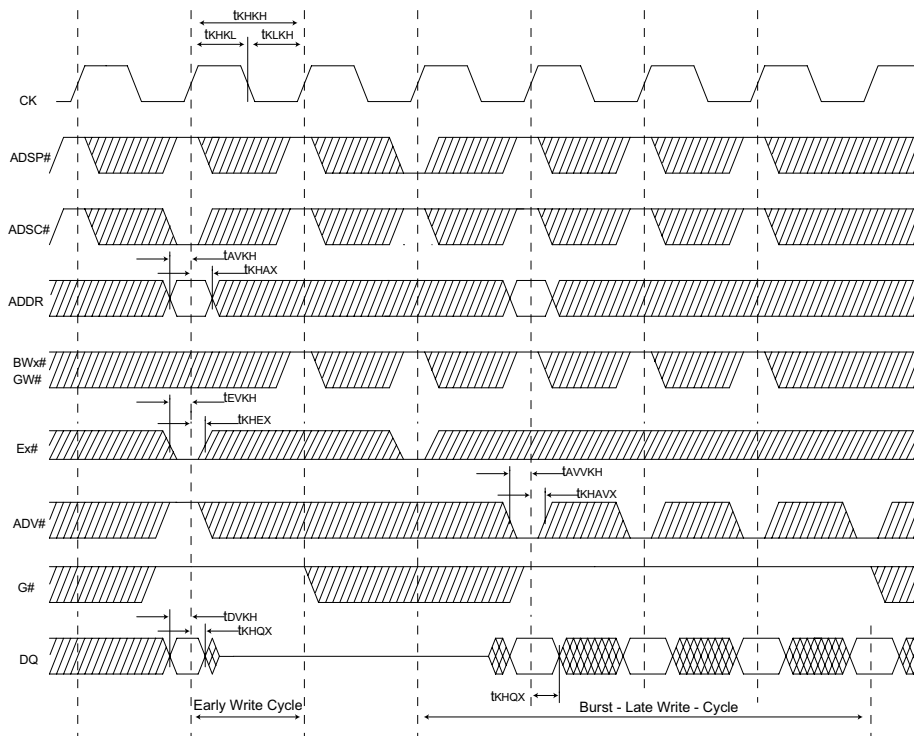 tKHKH
tKHKL tKLKH
CK
ADSP#
ADSC#
tAVKH
tKHAX
ADDR
BWx#
GW#
tEVKH
tKHEX
Ex#
tAVVKH
tKHAVX
ADV#
G#
tDVKH
tKHQX
DQ
tKHQX
Early Write Cycle
Burst - Late Write - Cycle